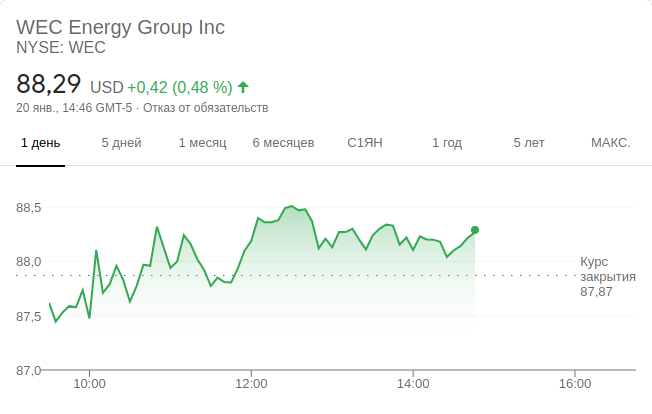 WEC Energy Group Inc
NYSE: WEC
88,29 USD +0,42 (0,48 %)
20 янв., 14:46 GMT-5 · Отказ от обязательств
1 день 5 дней 1 месяц 6 месяцев С1ЯН 1 год 5 лет МАКС.
88,5
88,0
87,5
87,0
Курс
закрытия
87,87
10:00 12:00 14:00 16:00